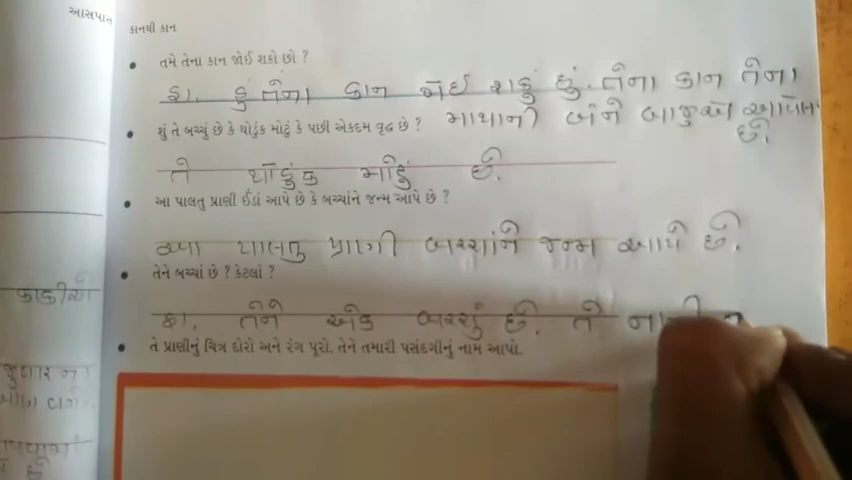 આસપાસ
કાનથી કાન
તમે તેના કાન જોઈ શકો છો ?
હા. હું તેના કાન જોઈ શકું છું. તેના કાન તેના
માથાની બંને બાજુએ આવેલ
છે.
શું તે બચ્ચું છે કે થોડુંક મોટું કે પછી એકદમ વૃદ્ધ છે ?
તે થોડુંક મોટું છે.
આ પાલતુ પ્રાણી ઈંડાં આપે છે કે બચ્ચાંને જન્મ આપે છે ?
આ પાલતુ પ્રાણી બચ્ચાંને જન્મ આપે છે.
તેને બચ્ચાં છે ? કેટલાં ?
હા. તેને એક બચ્ચું છે. તે
તે પ્રાણીનું ચિત્ર દોરો અને રંગ પૂરો. તેને તમારી પસંદગીનું નામ આપો.